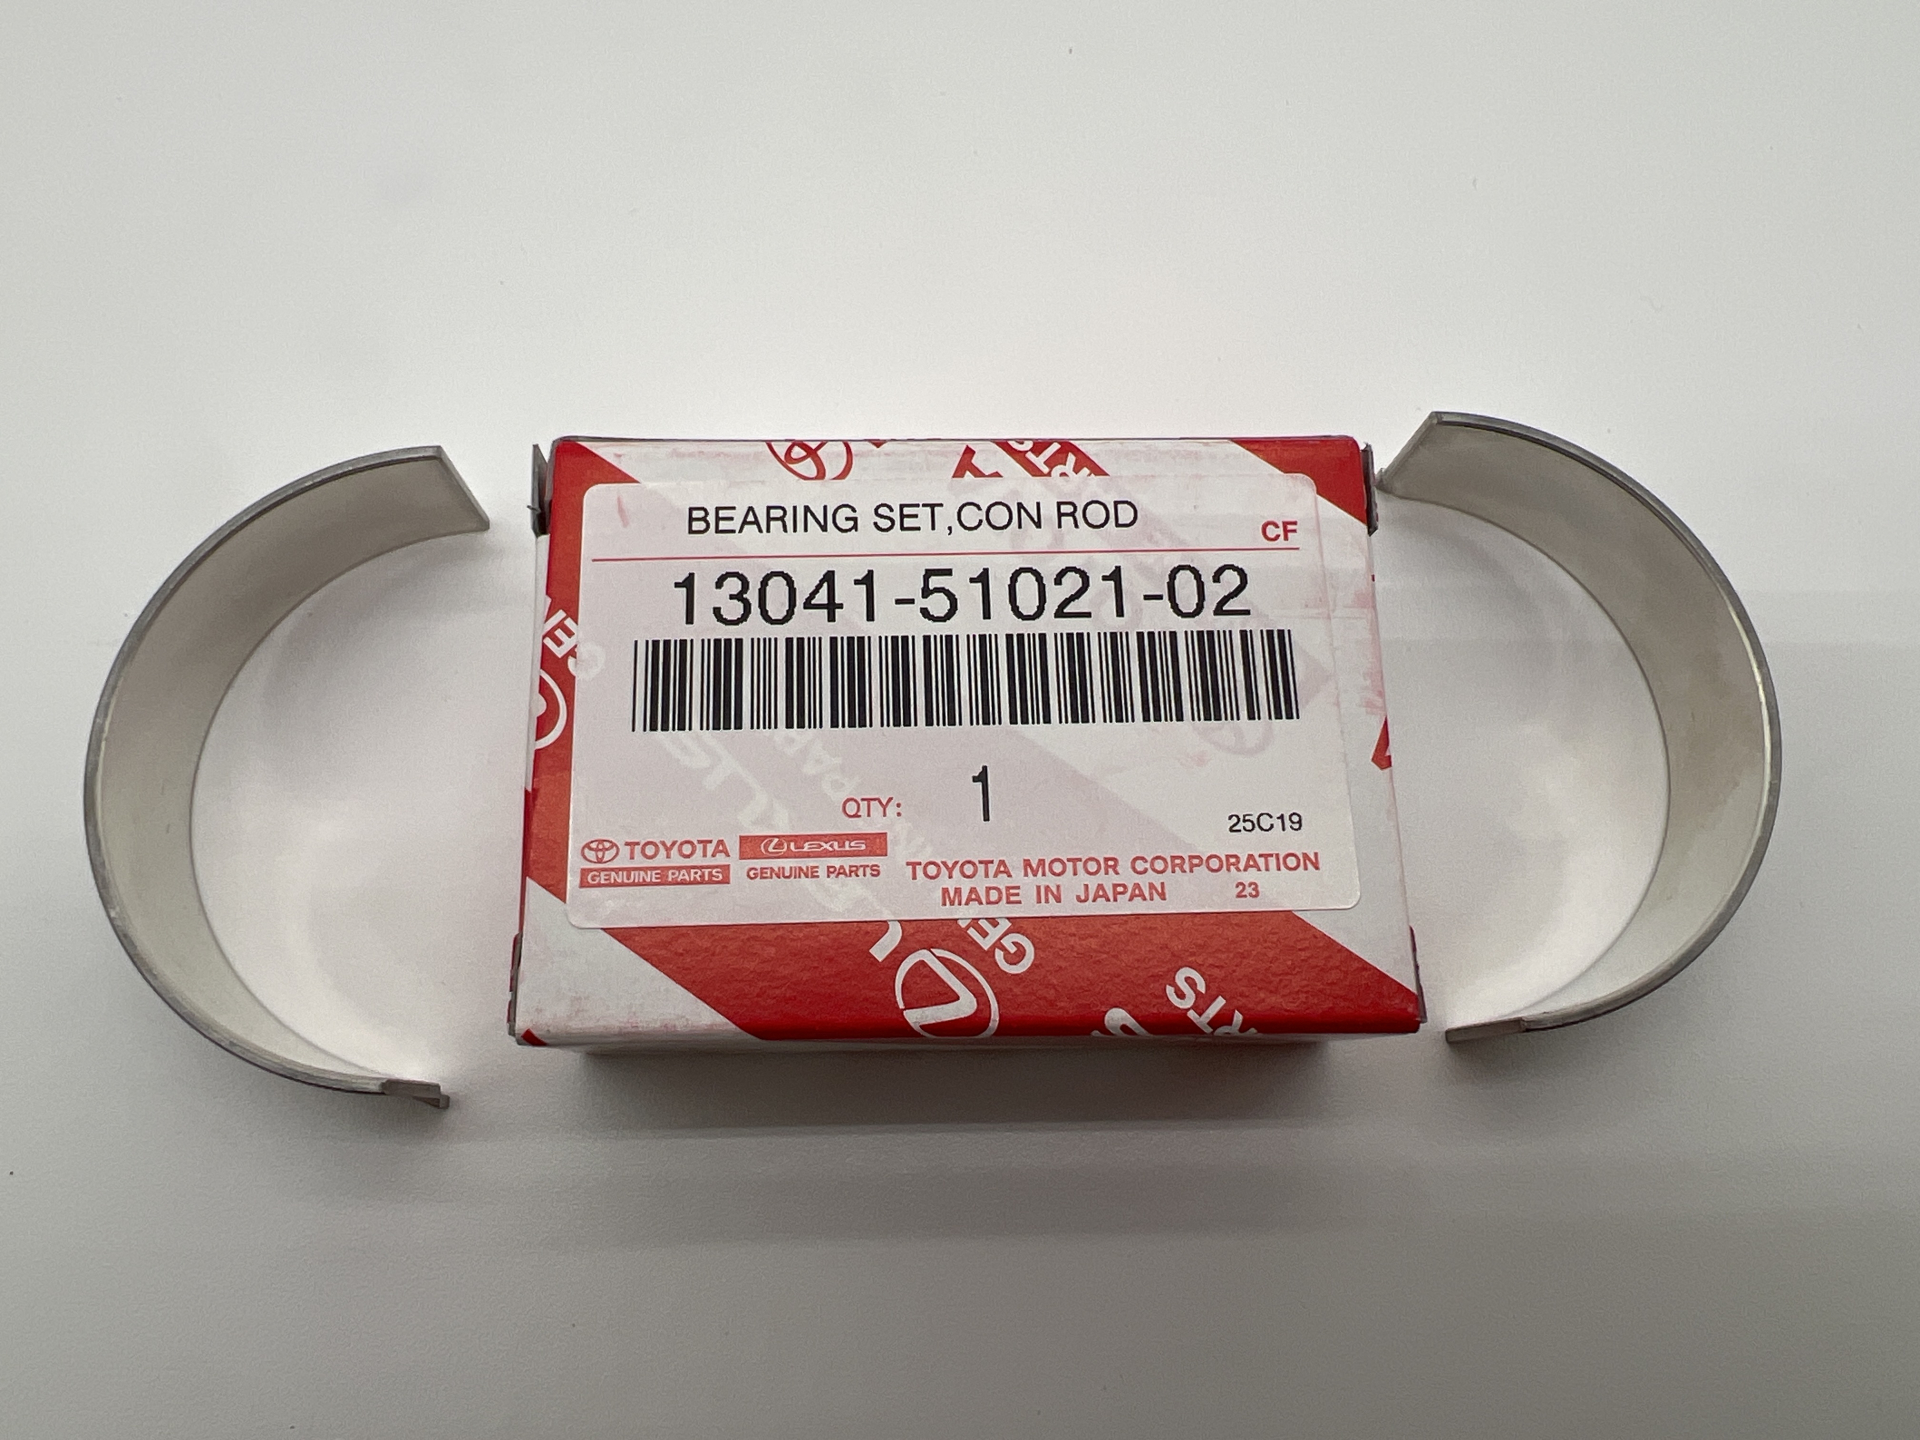 BEARING SET,CON ROD
CF
13041-51021-02
QTY: 1
25C19
TOYOTA
GENUINE PARTS
LEXUS
GENUINE PARTS
TOYOTA MOTOR CORPORATION
MADE IN JAPAN 23